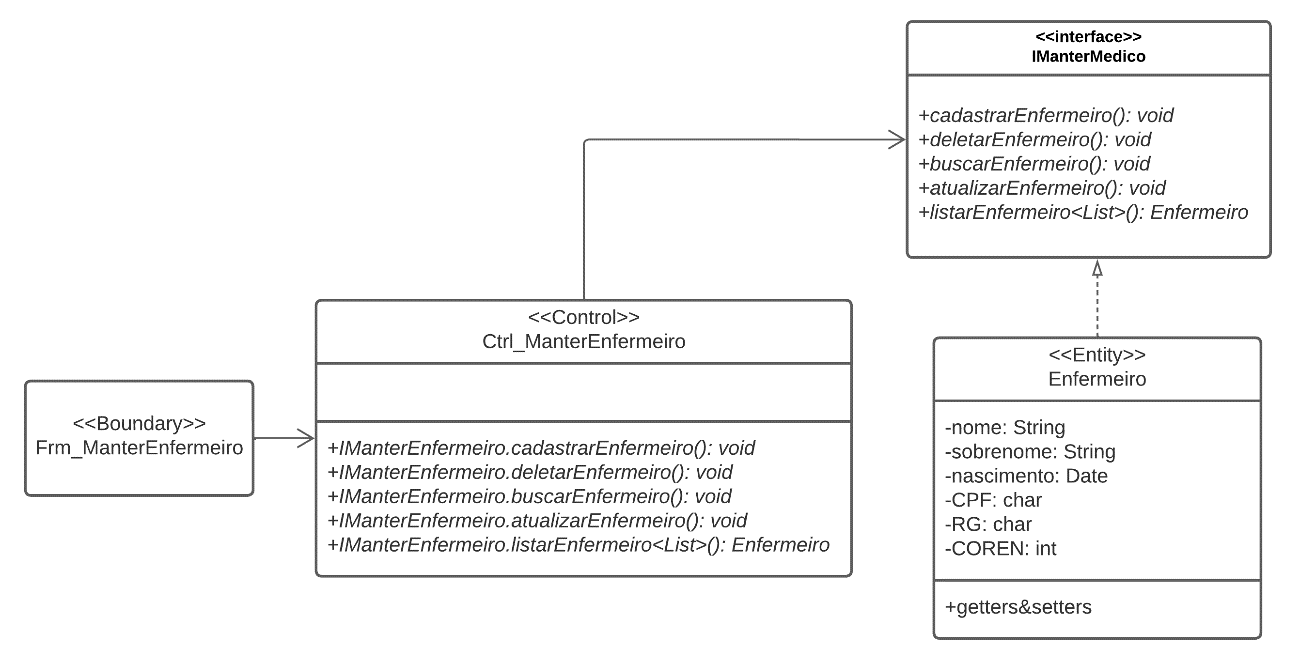 <<interface>>
IManterMedico
+cadastrarEnfermeiro(): void
+deletarEnfermeiro(): void
+buscarEnfermeiro(): void
+atualizarEnfermeiro(): void
+listarEnfermeiro<List>(): Enfermeiro
<<Control>>
Ctrl_ManterEnfermeiro
+IManterEnfermeiro.cadastrarEnfermeiro(): void
+IManterEnfermeiro.deletarEnfermeiro(): void
+IManterEnfermeiro.buscarEnfermeiro(): void
+IManterEnfermeiro.atualizarEnfermeiro(): void
+IManterEnfermeiro.listarEnfermeiro<List>(): Enfermeiro
<<Boundary>>
Frm_ManterEnfermeiro
<<Entity>>
Enfermeiro
-nome: String
-sobrenome: String
-nascimento: Date
-CPF: char
-RG: char
-COREN: int
+getters&setters